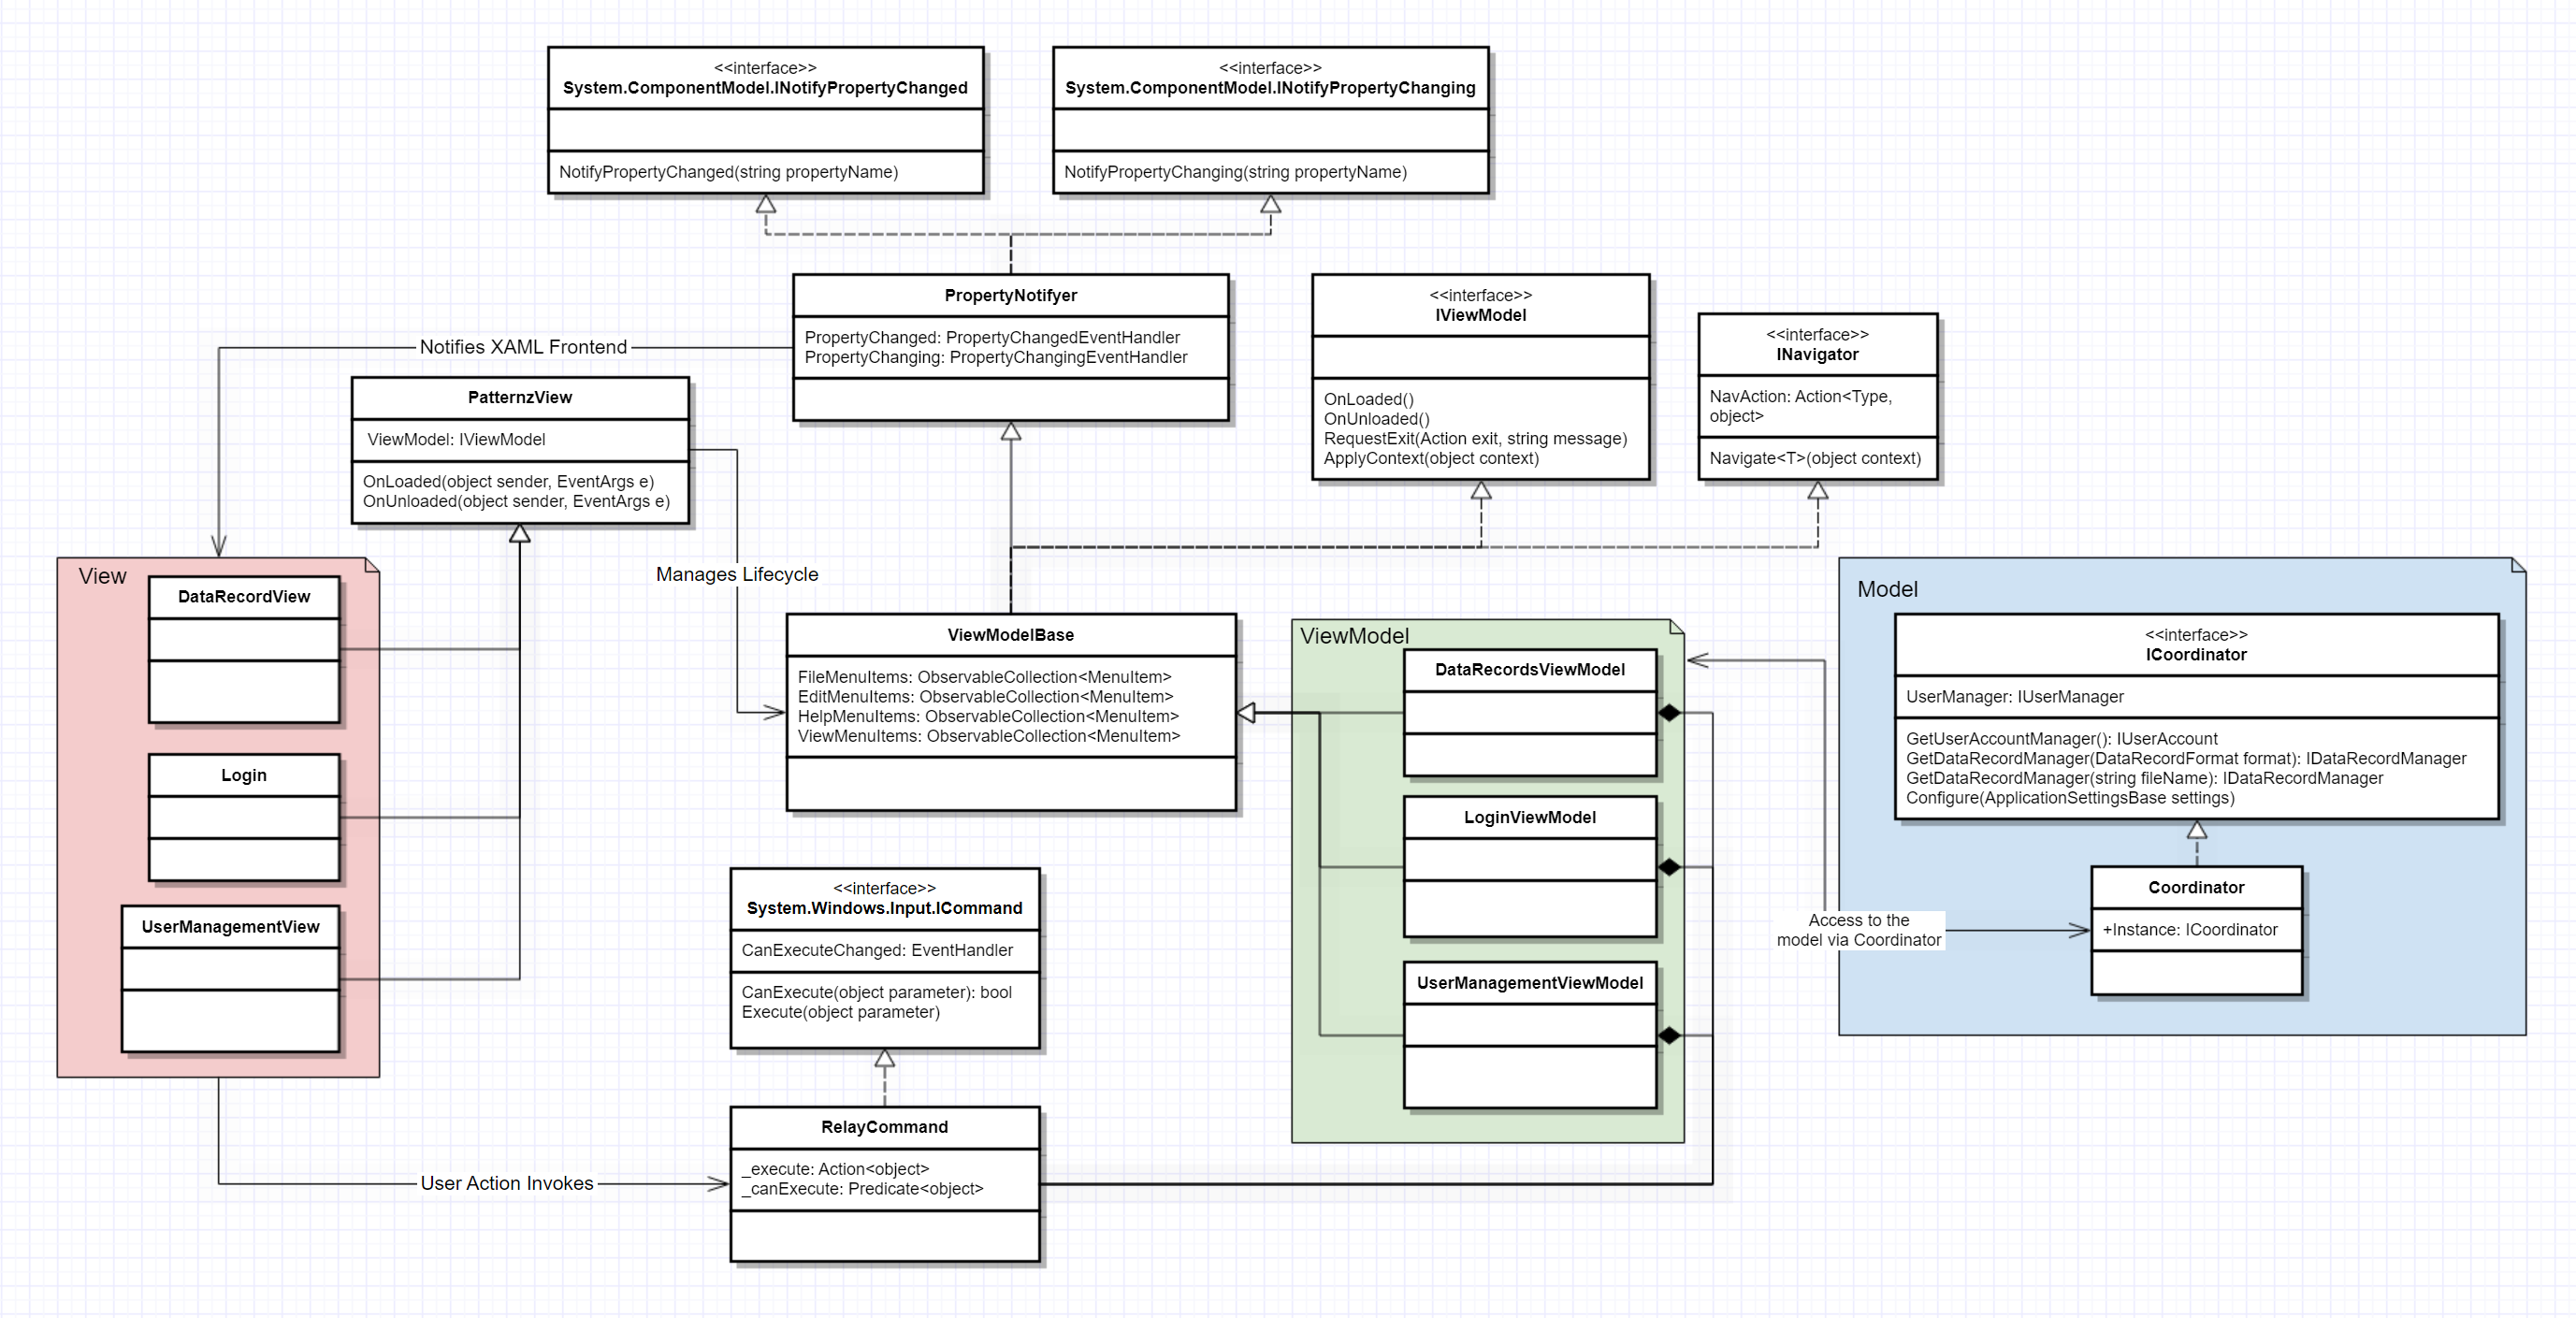 <<interface>>
System.ComponentModel.INotifyPropertyChanged
NotifyPropertyChanged(string propertyName)
<<interface>>
System.ComponentModel.INotifyPropertyChanging
NotifyPropertyChanging(string propertyName)
PropertyNotifyer
PropertyChanged: PropertyChangedEventHandler
PropertyChanging: PropertyChangingEventHandler
<<interface>>
IViewModel
OnLoaded()
OnUnloaded()
RequestExit(Action exit, string message)
ApplyContext(object context)
<<interface>>
INavigator
NavAction: Action<Type,
object>
Navigate<T>(object context)
Notifies XAML Frontend
PatternzView
ViewModel: IViewModel
OnLoaded(object sender, EventArgs e)
OnUnloaded(object sender, EventArgs e)
Manages Lifecycle
View
DataRecordView
Login
UserManagementView
ViewModelBase
FileMenuItems: ObservableCollection<MenuItem>
EditMenuItems: ObservableCollection<MenuItem>
HelpMenuItems: ObservableCollection<MenuItem>
ViewMenuItems: ObservableCollection<MenuItem>
ViewModel
DataRecordsViewModel
LoginViewModel
UserManagementViewModel
Model
<<interface>>
ICoordinator
UserManager: IUserManager
GetUserAccountManager(): IUserAccount
GetDataRecordManager(DataRecordFormat format): IDataRecordManager
GetDataRecordManager(string fileName): IDataRecordManager
Configure(ApplicationSettingsBase settings)
Coordinator
+Instance: ICoordinator
Access to the
model via Coordinator
<<interface>>
System.Windows.Input.ICommand
CanExecuteChanged: EventHandler
CanExecute(object parameter): bool
Execute(object parameter)
RelayCommand
_execute: Action<object>
_canExecute: Predicate<object>
User Action Invokes